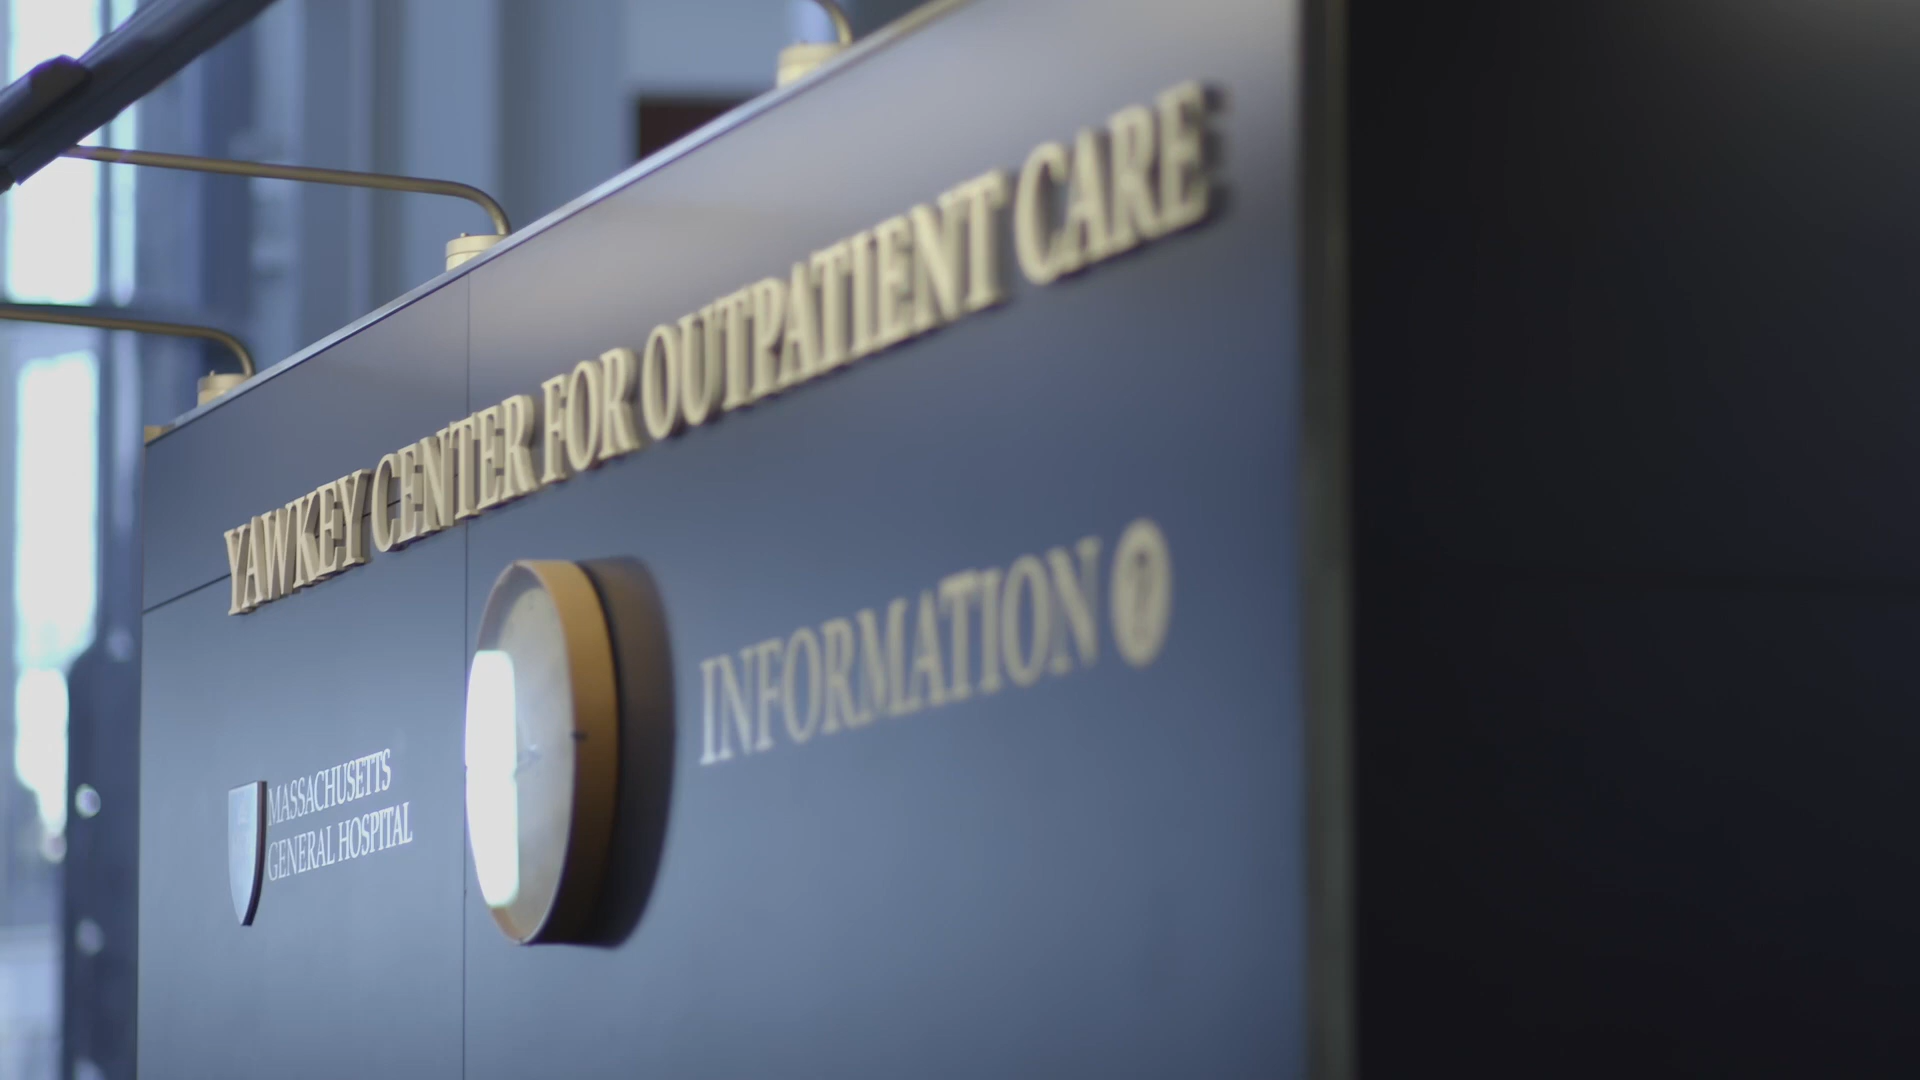 YAWKEY CENTER FOR OUTPATIENT CARE
INFORMATION ?
MASSACHUSETTS
GENERAL HOSPITAL